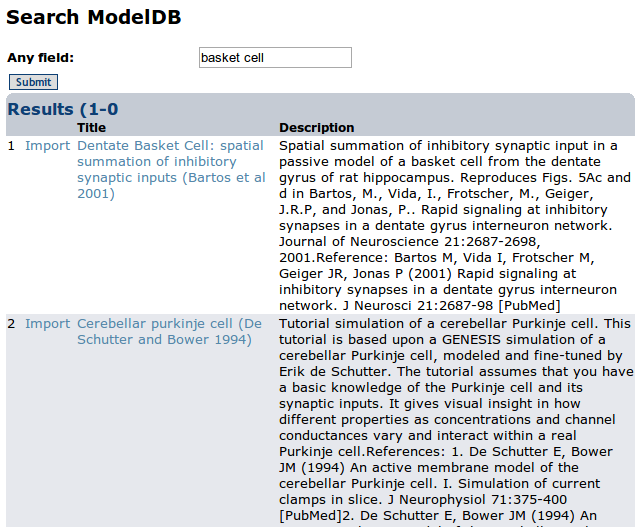 Search ModelDB
Any field: basket cell
Submit
Results (1-0
Title Description
1 Import Dentate Basket Cell: spatial summation of inhibitory synaptic inputs (Bartos et al 2001)
Spatial summation of inhibitory synaptic input in a
passive model of a basket cell from the dentate
gyrus of rat hippocampus. Reproduces Figs. 5Ac and
d in Bartos, M., Vida, I., Frotscher, M., Geiger,
J.R.P, and Jonas, P.. Rapid signaling at inhibitory
synapses in a dentate gyrus interneuron network.
Journal of Neuroscience 21:2687-2698,
2001.Reference: Bartos M, Vida I, Frotscher M,
Geiger JR, Jonas P (2001) Rapid signaling at
inhibitory synapses in a dentate gyrus interneuron
network. J Neurosci 21:2687-98 [PubMed]
2 Import Cerebellar purkinje cell (De Schutter and Bower 1994)
Tutorial simulation of a cerebellar Purkinje cell. This
tutorial is based upon a GENESIS simulation of a
cerebellar Purkinje cell, modeled and fine-tuned by
Erik de Schutter. The tutorial assumes that you have
a basic knowledge of the Purkinje cell and its
synaptic inputs. It gives visual insight in how
different properties as concentrations and channel
conductances vary and interact within a real
Purkinje cell.References: 1. De Schutter E, Bower
JM (1994) An active membrane model of the
cerebellar Purkinje cell. I. Simulation of current
clamps in slice. J Neurophysiol 71:375-400
[PubMed]2. De Schutter E, Bower JM (1994) An